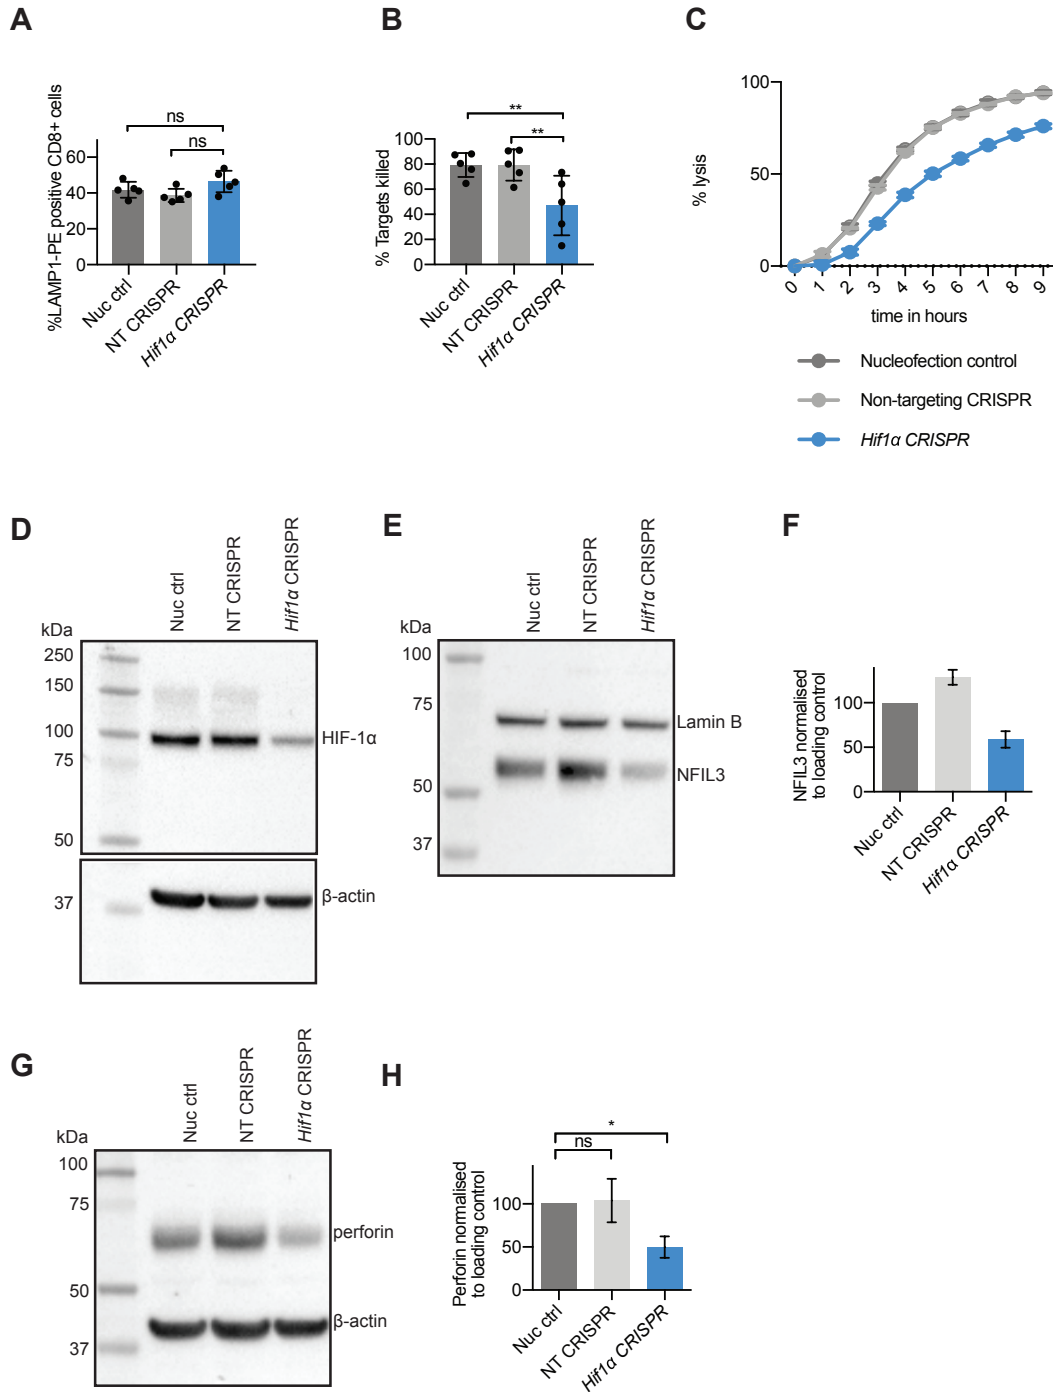 A
%LAMP1-PE positive CD8+ cells
60
40
20
0
ns
ns
Nuc ctrl
NT CRISPR
Hif1α CRISPR
B
% Targets killed
100
80
60
40
20
0
**
**
Nuc ctrl
NT CRISPR
Hif1α CRISPR
C
% lysis
100
50
0
0 1 2 3 4 5 6 7 8 9
time in hours
Nucleofection control
Non-targeting CRISPR
Hif1α CRISPR
D
Nuc ctrl
NT CRISPR
Hif1α CRISPR
kDa
250
150
100
75
50
37
HIF-1α
β-actin
E
Nuc ctrl
NT CRISPR
Hif1α CRISPR
kDa
100
75
50
37
Lamin B
NFIL3
F
NFIL3 normalised
to loading control
100
50
0
Nuc ctrl
NT CRISPR
Hif1α CRISPR
G
Nuc ctrl
NT CRISPR
Hif1α CRISPR
kDa
100
75
50
37
perforin
β-actin
H
Perforin normalised
to loading control
100
50
0
*
ns
Nuc ctrl
NT CRISPR
Hif1α CRISPR